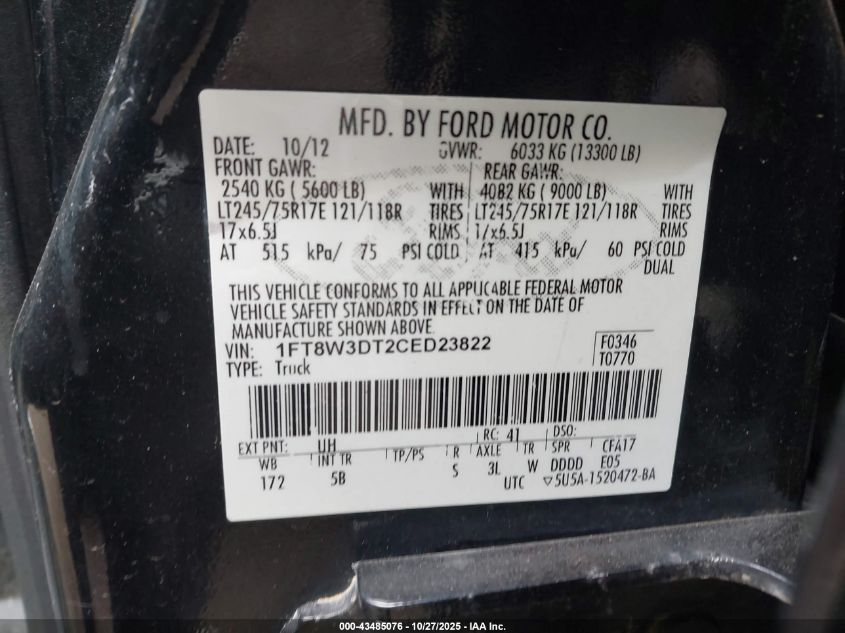 MFD. BY FORD MOTOR CO.
DATE: 10/12 GVWR: 6033 KG (13300 LB)
FRONT GAWR: REAR GAWR:
2540 KG ( 5600 LB) WITH 4082 KG ( 9000 LB) WITH
LT245/75R17E 121/118R TIRES LT245/75R17E 121/118R TIRES
17x6.5J RIMS 17x6.5J RIMS
AT 515 kPa/ 75 PSI COLD AT 415 kPa/ 60 PSI COLD
DUAL
THIS VEHICLE CONFORMS TO ALL APPLICABLE FEDERAL MOTOR
VEHICLE SAFETY STANDARDS IN EFFECT ON THE DATE OF
MANUFACTURE SHOWN ABOVE.
VIN: 1FT8W3DT2CED23822 F0346
TYPE: Truck T0770
EXT PNT: UH RC: 41 DSO:
WB INT TR TP/PS R AXLE TR SPR CFA17
172 5B S 3L W DDDD E05
UTC ▽5U5A-1520472-BA
000-43485076 | 10/27/2025 | IAA Inc.